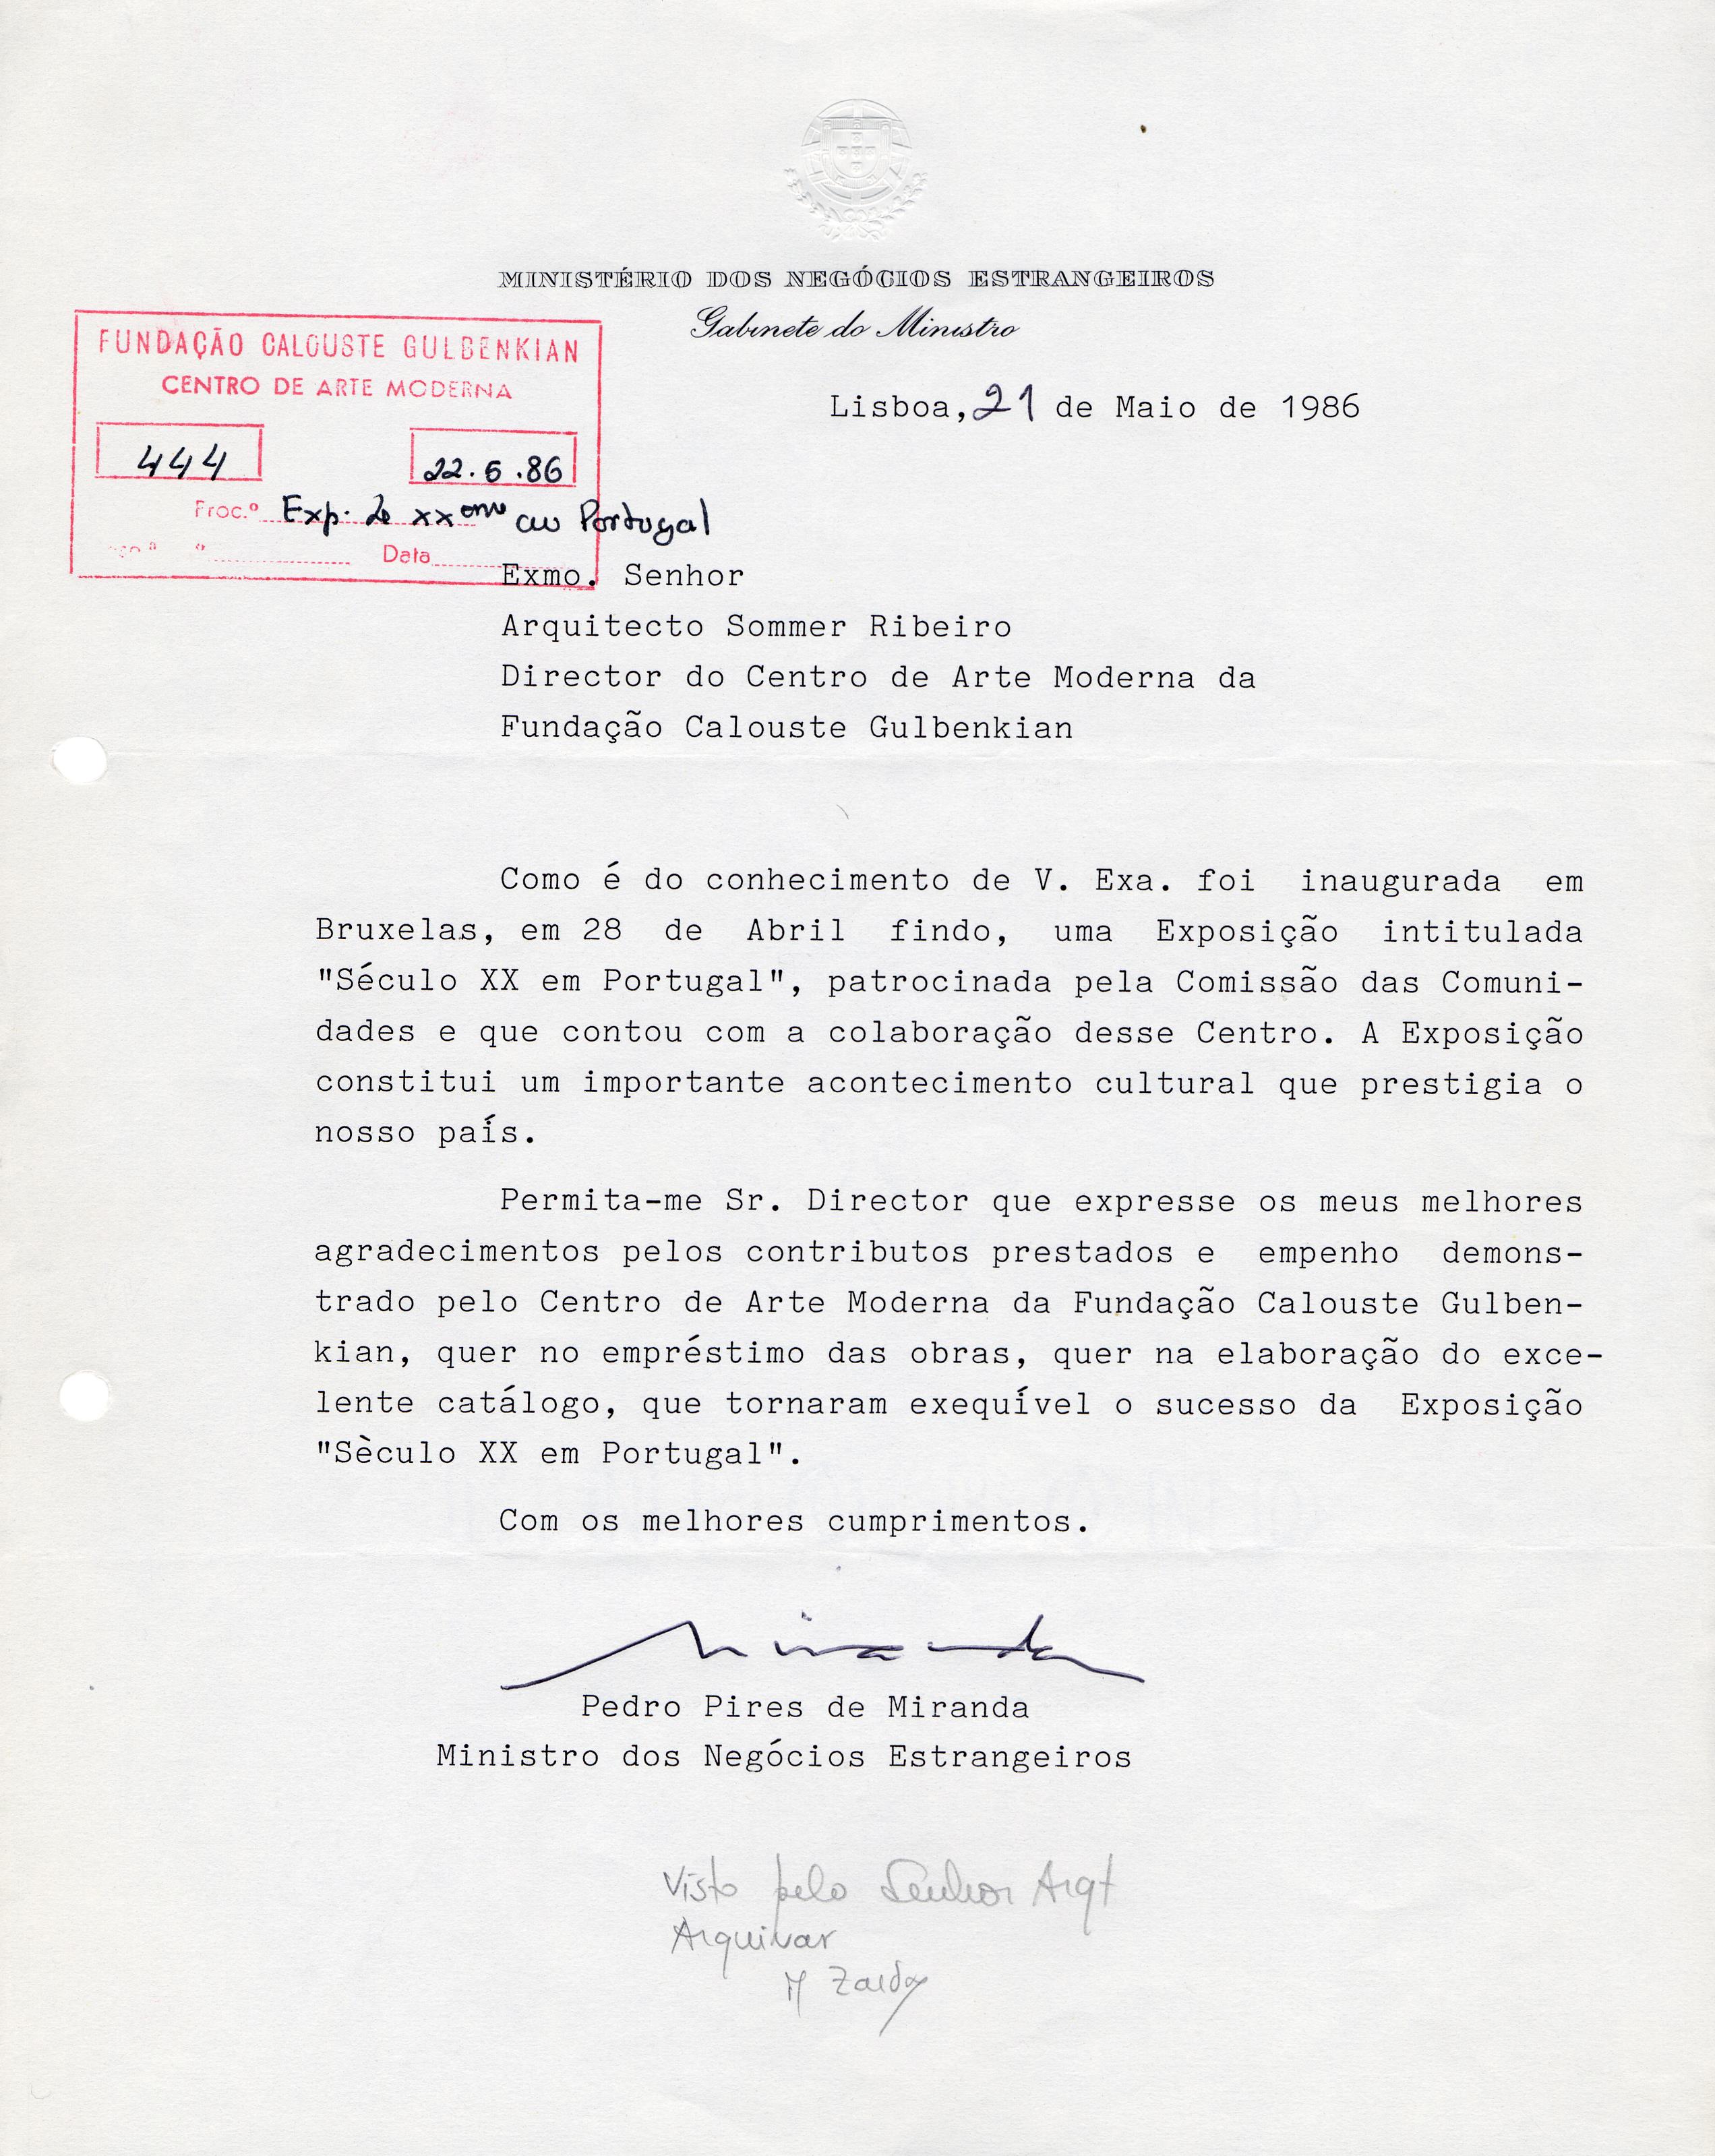 MINISTÉRIO DOS NEGÓCIOS ESTRANGEIROS
Gabinete do Ministro
FUNDAÇÃO CALOUSTE GULBENKIAN
CENTRO DE ARTE MODERNA
444
22.5.86
Proc.º Exp. Le XXeme au Portugal
Data
Lisboa, 21 de Maio de 1986
Exmo. Senhor
Arquitecto Sommer Ribeiro
Director do Centro de Arte Moderna da
Fundação Calouste Gulbenkian
Como é do conhecimento de V. Exa. foi inaugurada em
Bruxelas, em 28 de Abril findo, uma Exposição intitulada
"Século XX em Portugal", patrocinada pela Comissão das Comuni-
dades e que contou com a colaboração desse Centro. A Exposição
constitui um importante acontecimento cultural que prestigia o
nosso país.
Permita-me Sr. Director que expresse os meus melhores
agradecimentos pelos contributos prestados e empenho demons-
trado pelo Centro de Arte Moderna da Fundação Calouste Gulben-
kian, quer no empréstimo das obras, quer na elaboração do exce-
lente catálogo, que tornaram exequível o sucesso da Exposição
"Sèculo XX em Portugal".
Com os melhores cumprimentos.
Miranda
Pedro Pires de Miranda
Ministro dos Negócios Estrangeiros
Visto pelo Senhor Arqt
Arquivar